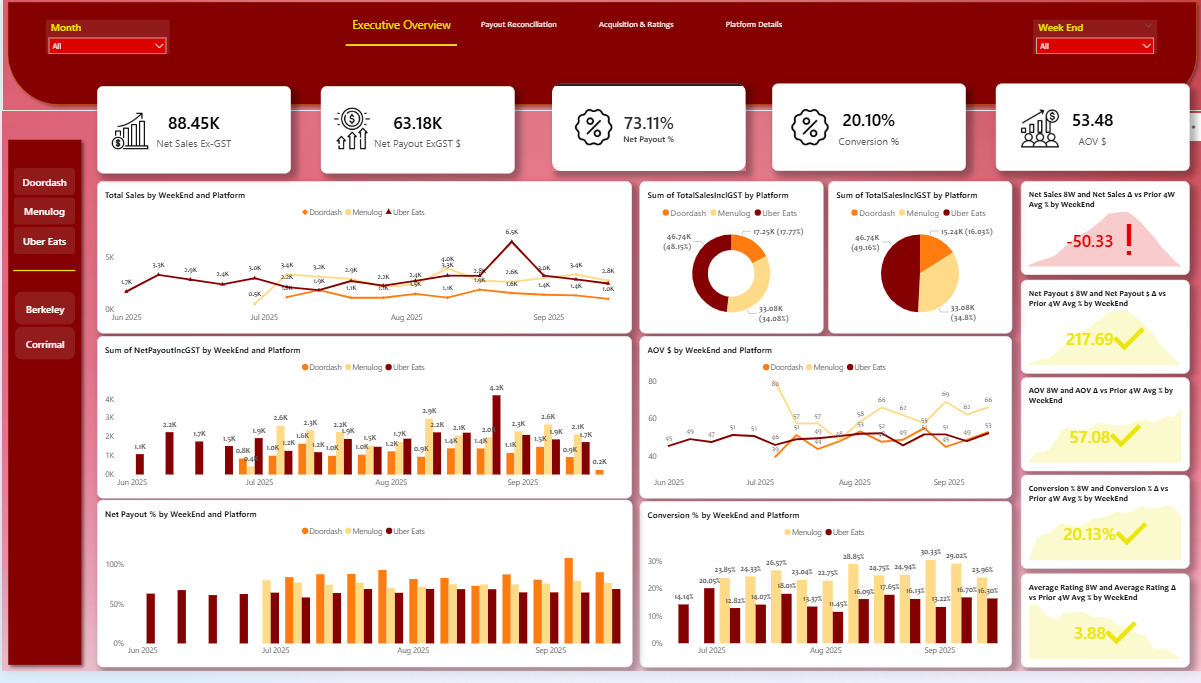 Month
All
Executive Overview
Payout Reconciliation
Acquisition & Ratings
Platform Details
Week End
All
88.45K
Net Sales Ex-GST
63.18K
Net Payout ExGST $
73.11%
Net Payout %
20.10%
Conversion %
53.48
AOV $
Doordash
Menulog
Uber Eats
Berkeley
Corrimal
Total Sales by WeekEnd and Platform
Doordash Menulog Uber Eats
5K
0K
1.7K 3.3K 2.9K 2.4K 3.0K 3.4K 3.2K 2.9K 2.2K 2.4K 4.0K 3.3K 2.8K 6.5K 2.6K 3.4K 2.8K
0.5K 2.2K 1.9K 1.1K 1.1K 1.5K 1.1K 1.9K 1.6K 1.4K 1.4K 1.0K
Jun 2025 Jul 2025 Aug 2025 Sep 2025
Sum of TotalSalesInclGST by Platform
Doordash Menulog Uber Eats
46.74K
(48.15%)
17.25K (17.77%)
33.08K
(34.08%)
Sum of TotalSalesInclGST by Platform
Doordash Menulog Uber Eats
46.74K
(49.16%)
15.24K (16.03%)
33.08K
(34.8%)
Net Sales 8W and Net Sales Δ vs Prior 4W
Avg % by WeekEnd
-50.33 !
Net Payout $ 8W and Net Payout $ Δ vs
Prior 4W Avg % by WeekEnd
217.69
AOV 8W and AOV Δ vs Prior 4W Avg % by
WeekEnd
57.08
Conversion % 8W and Conversion % Δ vs
Prior 4W Avg % by WeekEnd
20.13%
Average Rating 8W and Average Rating Δ
vs Prior 4W Avg % by WeekEnd
3.88
Sum of NetPayoutIncGST by WeekEnd and Platform
Doordash Menulog Uber Eats
4K
3K
2K
1K
0K
1.1K 2.2K 1.7K 1.5K 0.8K 0.4K 1.9K 1.0K 2.6K 1.2K 1.6K 2.3K 1.2K 1.0K 2.2K 1.9K 1.0K 1.5K 1.7K 1.2K 0.9K 2.9K 2.2K 1.4K 2.1K 1.4K 2.0K 4.2K 1.1K 2.3K 1.5K 2.6K 1.9K 0.9K 2.1K 1.7K 0.2K
Jun 2025 Jul 2025 Aug 2025 Sep 2025
AOV $ by WeekEnd and Platform
Doordash Menulog Uber Eats
80
60
40
45 49 47 51 51 46 80 39 57 51 57 44 48 58 53 66 52 49 62 55 69 51 45 62 49 66 53
Jun 2025 Jul 2025 Aug 2025 Sep 2025
Net Payout % by WeekEnd and Platform
Doordash Menulog Uber Eats
100%
50%
0%
Jun 2025 Jul 2025 Aug 2025 Sep 2025
Conversion % by WeekEnd and Platform
Menulog Uber Eats
30%
20%
10%
0%
14.14% 20.05% 23.85% 12.82% 24.33% 14.07% 26.57% 18.01% 23.04% 13.37% 22.75% 11.45% 28.85% 16.09% 24.75% 17.65% 24.94% 16.13% 30.33% 13.22% 29.02% 16.70% 23.96% 16.30%
Jul 2025 Aug 2025 Sep 2025